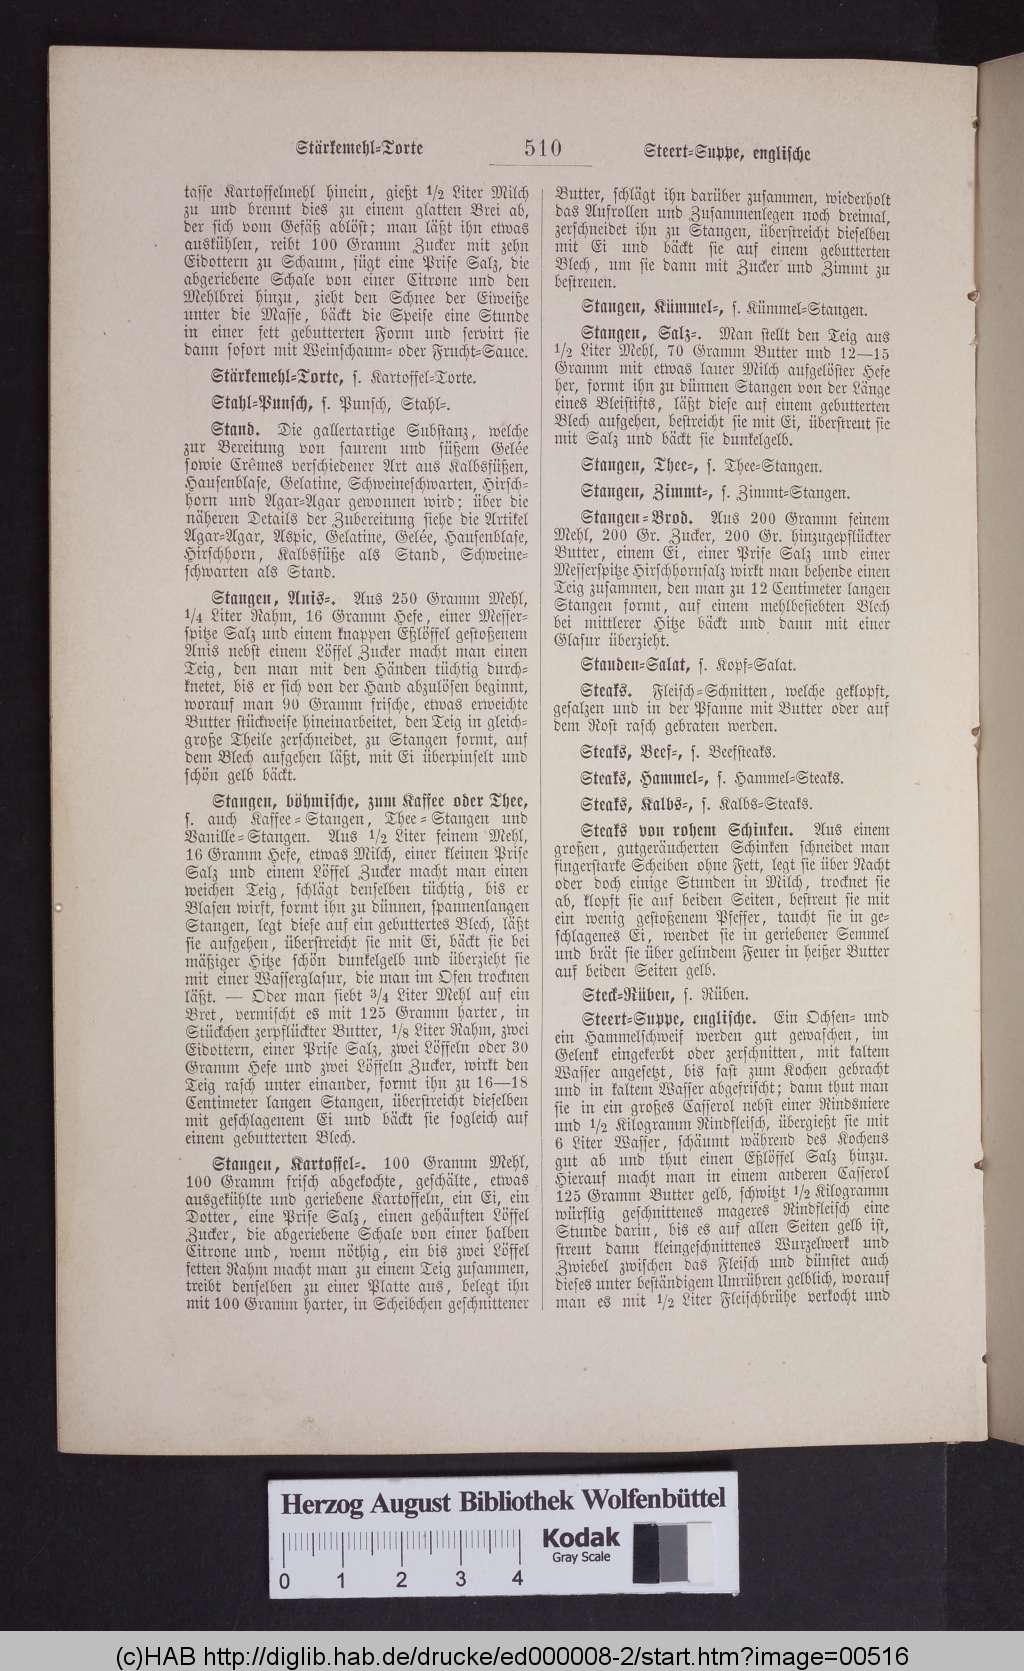 Stärkemehl-Torte
510
Steert-Suppe, englische
tasse Kartoffelmehl hinein, gießt 1/2 Liter Milch
zu und brennt dies zu einem glatten Brei ab,
der sich vom Gefäß ablöst; man läßt ihn etwas
auskühlen, reibt 100 Gramm Zucker mit zehn
Eidottern zu Schaum, fügt eine Prise Salz, die
abgeriebene Schale von einer Citrone und den
Mehlbrei hinzu, zieht den Schnee der Eiweiße
unter die Masse, bäckt die Speise eine Stunde
in einer fett gebutterten Form und servirt sie
dann sofort mit Weinschaum- oder Frucht-Sauce.
Stärkemehl-Torte, s. Kartoffel-Torte.
Stahl-Punsch, s. Punsch, Stahl-.
Stand. Die gallertartige Substanz, welche
zur Bereitung von saurem und süßem Gelée
sowie Crêmes verschiedener Art aus Kalbsfüßen,
Hausenblase, Gelatine, Schweineschwarten, Hirsch-
horn und Agar-Agar gewonnen wird; über die
näheren Details der Zubereitung siehe die Artikel
Agar-Agar, Aspic, Gelatine, Gelée, Hausenblase,
Hirschhorn, Kalbsfüße als Stand, Schweine-
schwarten als Stand.
Stangen, Anis-. Aus 250 Gramm Mehl,
1/4 Liter Rahm, 16 Gramm Hefe, einer Messer-
spitze Salz und einem knappen Eßlöffel gestoßenem
Anis nebst einem Löffel Zucker macht man einen
Teig, den man mit den Händen tüchtig durch-
knetet, bis er sich von der Hand abzulösen beginnt,
worauf man 90 Gramm frische, etwas erweichte
Butter stückweise hineinarbeitet, den Teig in gleich-
große Theile zerschneidet, zu Stangen formt, auf
dem Blech aufgehen läßt, mit Ei überpinselt und
schön gelb bäckt.
Stangen, böhmische, zum Kaffee oder Thee,
s. auch Kaffee-Stangen, Thee-Stangen und
Vanille-Stangen. Aus 1/2 Liter feinem Mehl,
16 Gramm Hefe, etwas Milch, einer kleinen Prise
Salz und einem Löffel Zucker macht man einen
weichen Teig, schlägt denselben tüchtig, bis er
Blasen wirft, formt ihn zu dünnen, spannenlangen
Stangen, legt diese auf ein gebuttertes Blech, läßt
sie aufgehen, überstreicht sie mit Ei, bäckt sie bei
mäßiger Hitze schön dunkelgelb und überzieht sie
mit einer Wasserglasur, die man im Ofen trocknen
läßt. — Oder man siebt 3/4 Liter Mehl auf ein
Bret, vermischt es mit 125 Gramm harter, in
Stückchen zerpflückter Butter, 1/8 Liter Rahm, zwei
Eidottern, einer Prise Salz, zwei Löffeln oder 30
Gramm Hefe und zwei Löffeln Zucker, wirkt den
Teig rasch unter einander, formt ihn zu 16—18
Centimeter langen Stangen, überstreicht dieselben
mit geschlagenem Ei und bäckt sie sogleich auf
einem gebutterten Blech.
Stangen, Kartoffel-. 100 Gramm Mehl,
100 Gramm frisch abgekochte, geschälte, etwas
ausgekühlte und geriebene Kartoffeln, ein Ei, ein
Dotter, eine Prise Salz, einen gehäuften Löffel
Zucker, die abgeriebene Schale von einer halben
Citrone und, wenn nöthig, ein bis zwei Löffel
fetten Rahm macht man zu einem Teig zusammen,
treibt denselben zu einer Platte aus, belegt ihn
mit 100 Gramm harter, in Scheibchen geschnittener
Butter, schlägt ihn darüber zusammen, wiederholt
das Aufrollen und Zusammenlegen noch dreimal,
zerschneidet ihn zu Stangen, überstreicht dieselben
mit Ei und bäckt sie auf einem gebutterten
Blech, um sie dann mit Zucker und Zimmt zu
bestreuen.
Stangen, Kümmel-, s. Kümmel-Stangen.
Stangen, Salz-. Man stellt den Teig aus
1/2 Liter Mehl, 70 Gramm Butter und 12—15
Gramm mit etwas lauer Milch aufgelöster Hefe
her, formt ihn zu dünnen Stangen von der Länge
eines Bleistifts, läßt diese auf einem gebutterten
Blech aufgehen, bestreicht sie mit Ei, überstreut sie
mit Salz und bäckt sie dunkelgelb.
Stangen, Thee-, s. Thee-Stangen.
Stangen, Zimmt-, s. Zimmt-Stangen.
Stangen-Brod. Aus 200 Gramm feinem
Mehl, 200 Gr. Zucker, 200 Gr. hinzugepflückter
Butter, einem Ei, einer Prise Salz und einer
Messerspitze Hirschhornsalz wirkt man behende einen
Teig zusammen, den man zu 12 Centimeter langen
Stangen formt, auf einem mehlbesiebten Blech
bei mittlerer Hitze bäckt und dann mit einer
Glasur überzieht.
Stauden-Salat, s. Kopf-Salat.
Steaks. Fleisch-Schnitten, welche geklopft,
gesalzen und in der Pfanne mit Butter oder auf
dem Rost rasch gebraten werden.
Steaks, Beef-, s. Beefsteaks.
Steaks, Hammel-, s. Hammel-Steaks.
Steaks, Kalbs-, s. Kalbs-Steaks.
Steaks von rohem Schinken. Aus einem
großen, gutgeräucherten Schinken schneidet man
fingerstarke Scheiben ohne Fett, legt sie über Nacht
oder doch einige Stunden in Milch, trocknet sie
ab, klopft sie auf beiden Seiten, bestreut sie mit
ein wenig gestoßenem Pfeffer, taucht sie in ge-
schlagenes Ei, wendet sie in geriebener Semmel
und brät sie über gelindem Feuer in heißer Butter
auf beiden Seiten gelb.
Steck-Rüben, s. Rüben.
Steert-Suppe, englische. Ein Ochsen- und
ein Hammelschweif werden gut gewaschen, im
Gelenk eingekerbt oder zerschnitten, mit kaltem
Wasser angesetzt, bis fast zum Kochen gebracht
und in kaltem Wasser abgefrischt; dann thut man
sie in ein großes Casserol nebst einer Rindsniere
und 1/2 Kilogramm Rindfleisch, übergießt sie mit
6 Liter Wasser, schäumt während des Kochens
gut ab und thut einen Eßlöffel Salz hinzu.
Hierauf macht man in einem anderen Casserol
125 Gramm Butter gelb, schwitzt 1/2 Kilogramm
würflig geschnittenes mageres Rindfleisch eine
Stunde darin, bis es auf allen Seiten gelb ist,
streut dann kleingeschnittenes Wurzelwerk und
Zwiebel zwischen das Fleisch und dünstet auch
dieses unter beständigem Umrühren gelblich, worauf
man es mit 1/2 Liter Fleischbrühe verkocht und
Herzog August Bibliothek Wolfenbüttel
0 1 2 3 4
Kodak
Gray Scale
(c)HAB http://diglib.hab.de/drucke/ed000008-2/start.htm?image=00516